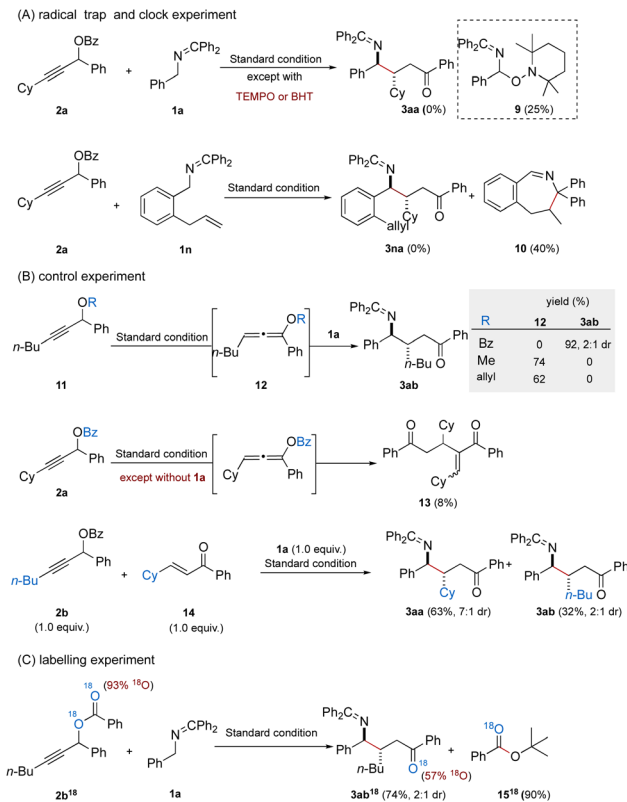 (A) radical trap and clock experiment
OBz
Ph
Cy
2a
+
N=CPh2
Ph
1a
Standard condition
except with
TEMPO or BHT
Ph2C=N
Ph
Ph
Cy
O
3aa (0%)
Ph2C=N
Ph
O
N
9 (25%)
OBz
Ph
Cy
2a
+
N=CPh2
1n
Standard condition
Ph2C=N
Ph
Cy
O
allyl
3na (0%)
+
N
Ph
Ph
Me
10 (40%)
(B) control experiment
OR
Ph
n-Bu
11
Standard condition
OR
n-Bu
Ph
12
1a
Ph2C=N
Ph
Ph
n-Bu
O
3ab
yield (%)
R 12 3ab
Bz 0 92, 2:1 dr
Me 74 0
allyl 62 0
OBz
Ph
Cy
2a
Standard condition
except without 1a
OBz
Cy
Ph
O
Cy
O
Ph
Ph
Cy
13 (8%)
OBz
Ph
n-Bu
2b
(1.0 equiv.)
+
O
Cy
Ph
14
(1.0 equiv.)
1a (1.0 equiv.)
Standard condition
Ph2C=N
Ph
Ph
Cy
O
3aa (63%, 7:1 dr)
+
Ph2C=N
Ph
Ph
n-Bu
O
3ab (32%, 2:1 dr)
(C) labelling experiment
18O (93% 18O)
18O
Ph
Ph
n-Bu
2b18
+
N=CPh2
Ph
1a
Standard condition
Ph2C=N
Ph
Ph
n-Bu
O18
(57% 18O)
3ab18 (74%, 2:1 dr)
+
18O
Ph
O
1518 (90%)